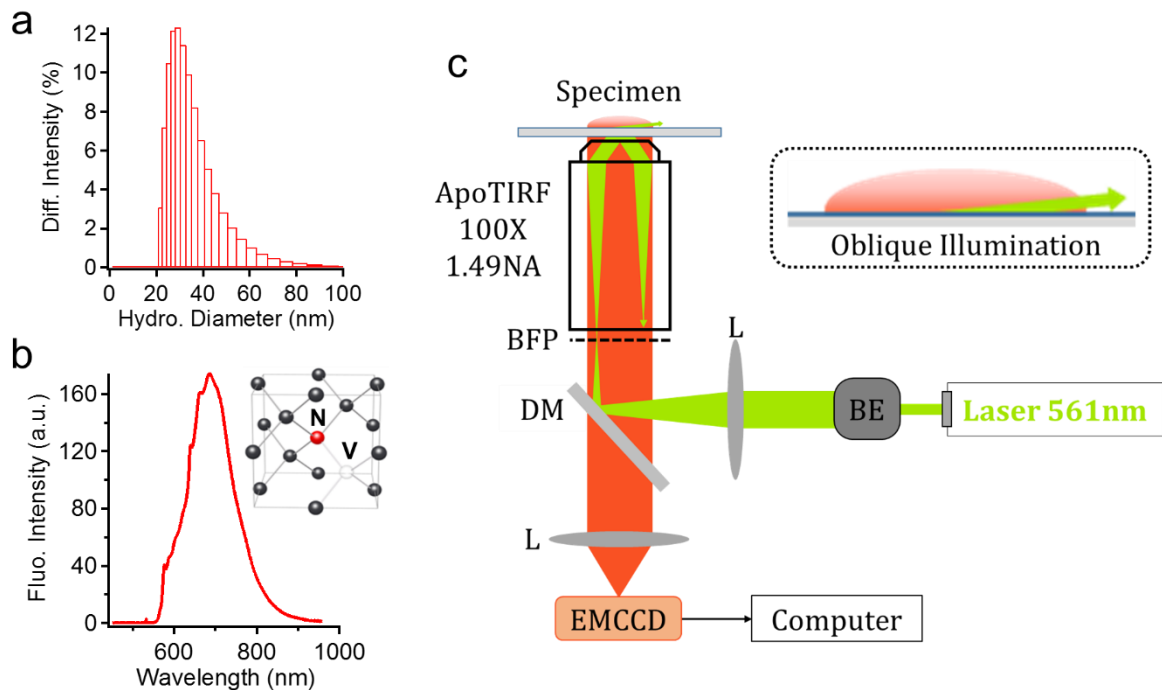 a
12
10
8
6
4
2
0
Diff. Intensity (%)
0 20 40 60 80 100
Hydro. Diameter (nm)
b
160
120
80
40
0
Fluo. Intensity (a.u.)
N
V
600 800 1000
Wavelength (nm)
c
Specimen
ApoTIRF
100X
1.49NA
Oblique Illumination
BFP
L
DM
BE
Laser 561nm
L
EMCCD
Computer